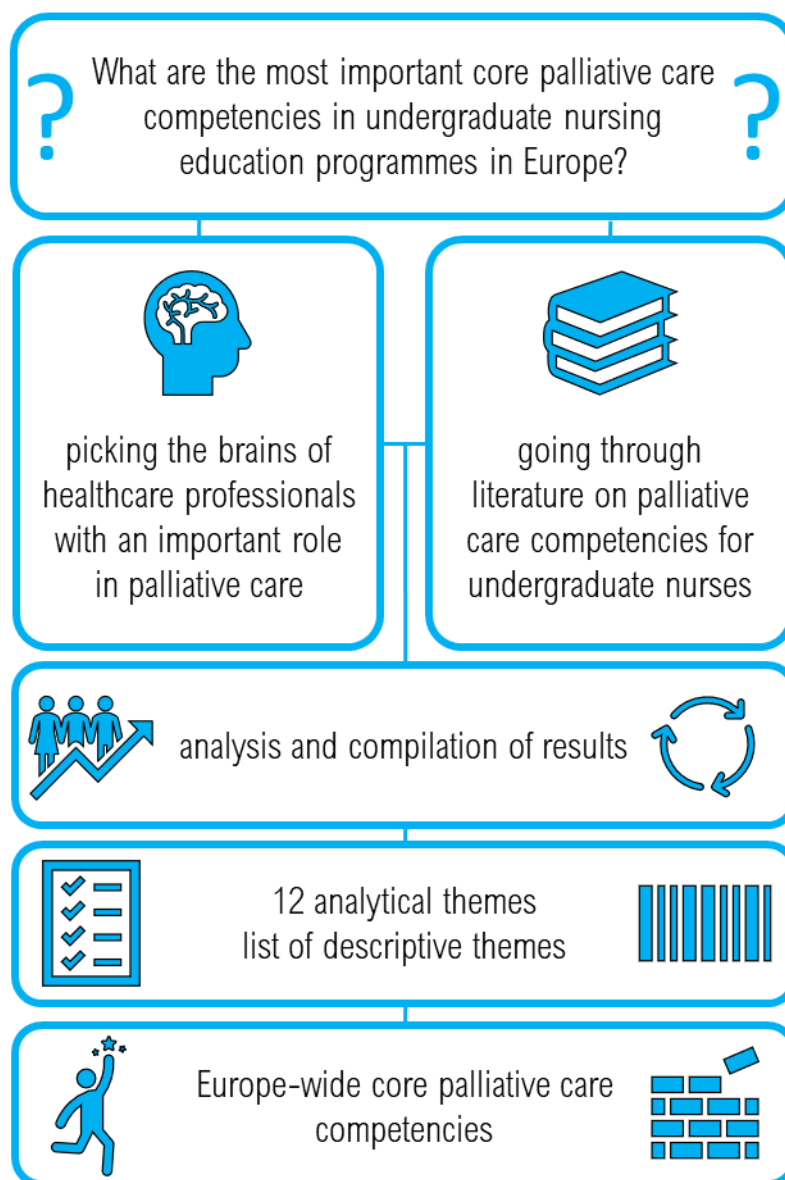 What are the most important core palliative care
competencies in undergraduate nursing
education programmes in Europe?
? ?
picking the brains of
healthcare professionals
with an important role
in palliative care
going through
literature on palliative
care competencies for
undergraduate nurses
analysis and compilation of results
12 analytical themes
list of descriptive themes
Europe-wide core palliative care
competencies